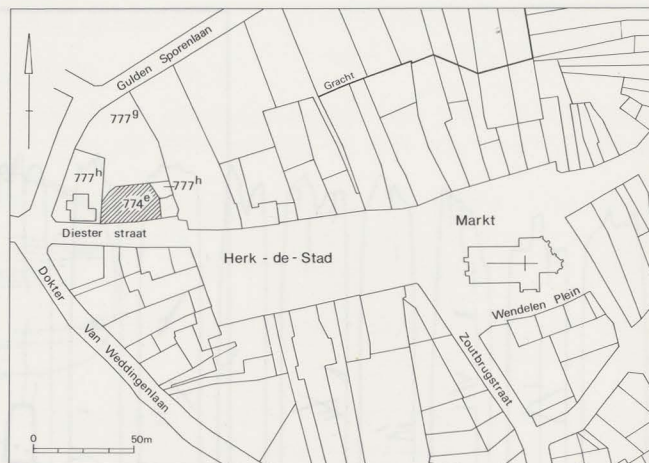 Gulden Sporenlaan
Gracht
777g
777h
777h
774e
Diester straat
Markt
Herk - de - Stad
Wendelen Plein
Dokter
Van Weddingenlaan
Zoutbrugstraat
0
50m